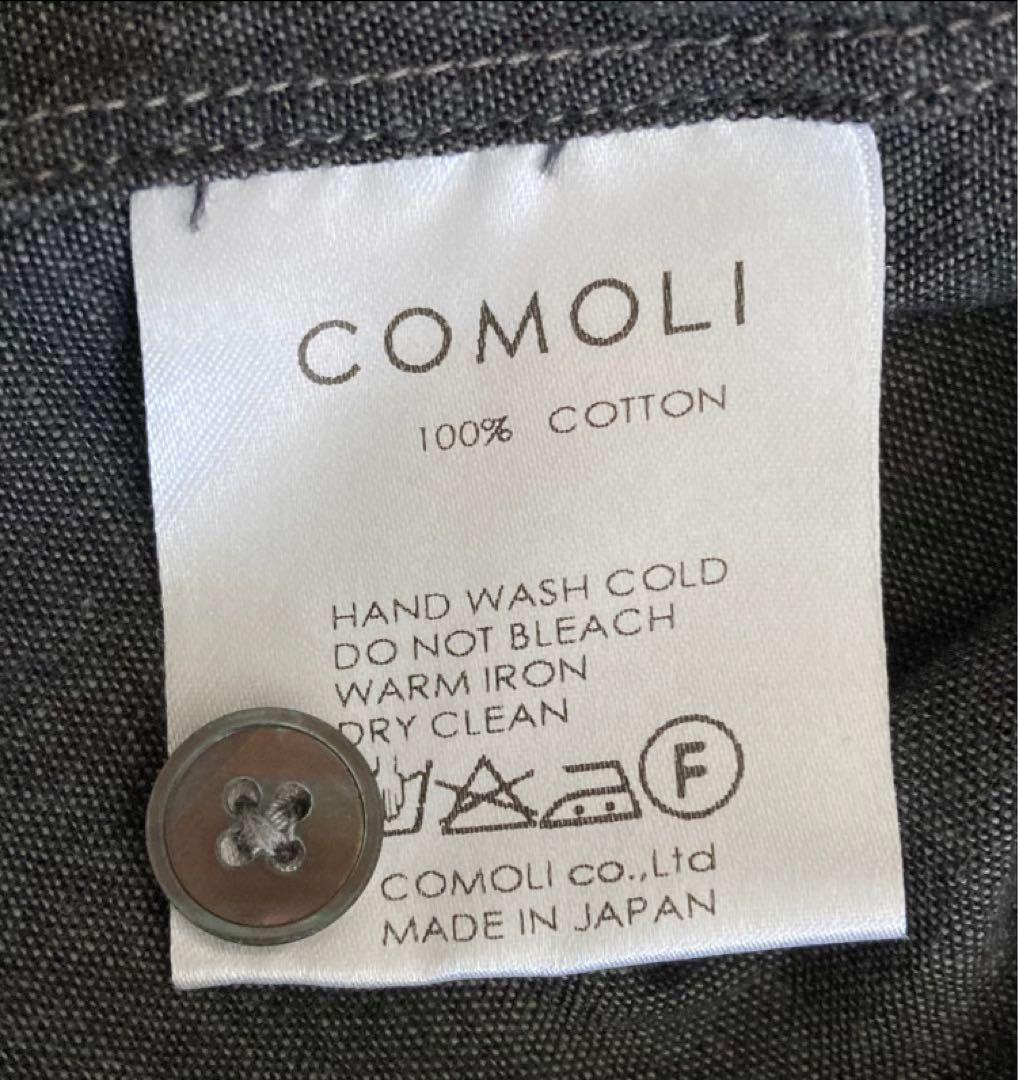 COMOLI
100% COTTON
HAND WASH COLD
DO NOT BLEACH
WARM IRON
DRY CLEAN
F
COMOLI co.,Ltd
MADE IN JAPAN